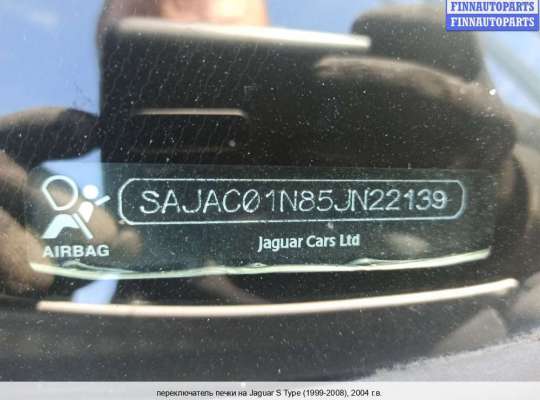 FINNAUTOPARTS
FINNAUTOPARTS
SAJAC01N85JN22139
AIRBAG
Jaguar Cars Ltd
переключатель печки на Jaguar S Type (1999-2008), 2004 г.в.